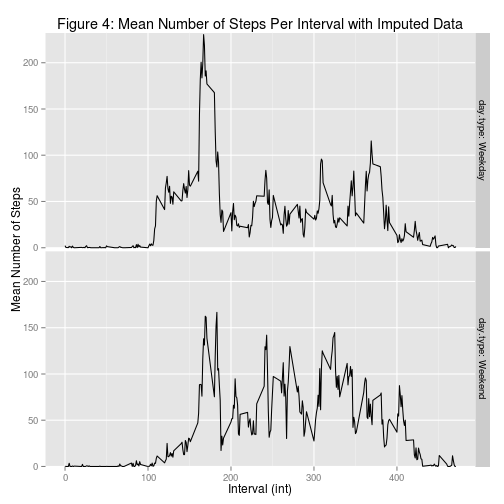 Figure 4: Mean Number of Steps Per Interval with Imputed Data
200
150
100
50
0
day.type: Weekday
Mean Number of Steps
200
150
100
50
0
day.type: Weekend
0 100 200 300 400
Interval (int)